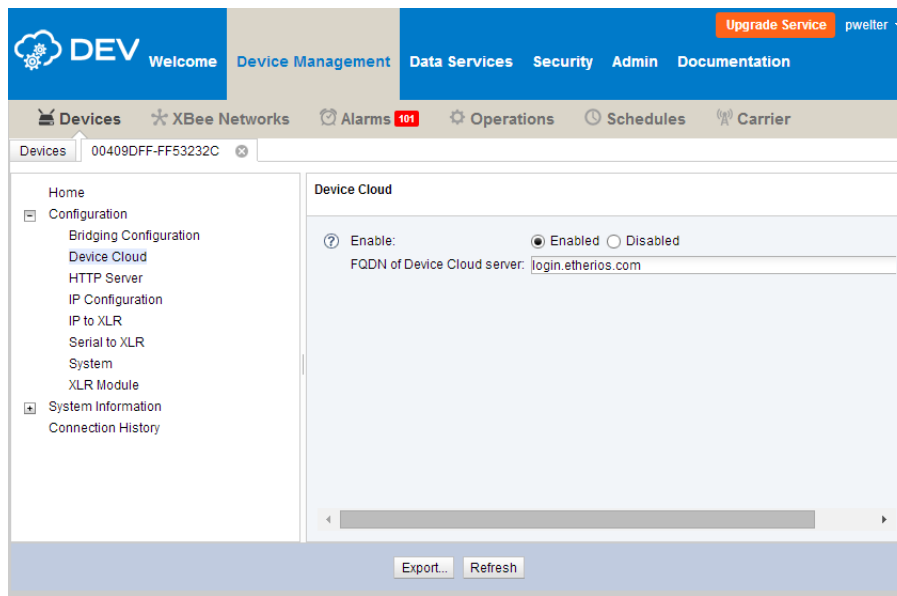 Upgrade Service pwelter
DEV Welcome Device Management Data Services Security Admin Documentation
Devices XBee Networks Alarms 101 Operations Schedules Carrier
Devices 00409DFF-FF53232C
Home
Configuration
Bridging Configuration
Device Cloud
HTTP Server
IP Configuration
IP to XLR
Serial to XLR
System
XLR Module
System Information
Connection History
Device Cloud
? Enable: Enabled Disabled
FQDN of Device Cloud server: login.etherios.com
Export... Refresh